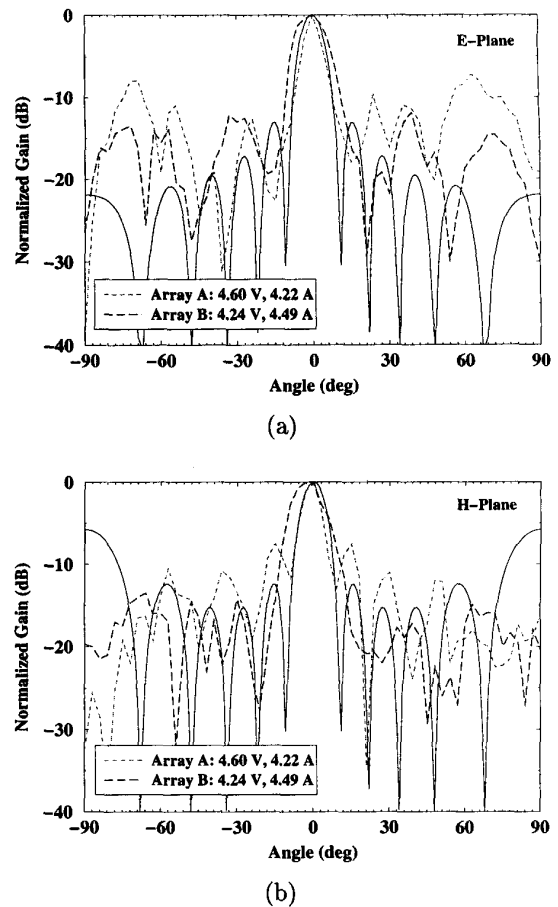 0
E-Plane
-10
-20
-30
-40
Normalized Gain (dB)
Array A: 4.60 V, 4.22 A
Array B: 4.24 V, 4.49 A
-90 -60 -30 0 30 60 90
Angle (deg)
(a)
0
H-Plane
-10
-20
-30
-40
Normalized Gain (dB)
Array A: 4.60 V, 4.22 A
Array B: 4.24 V, 4.49 A
-90 -60 -30 0 30 60 90
Angle (deg)
(b)